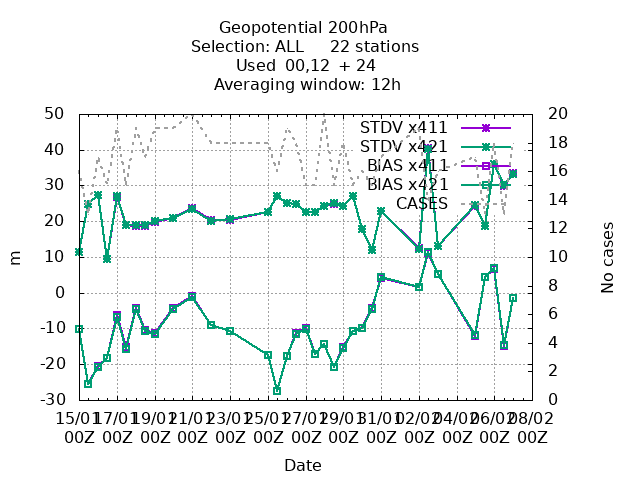 Geopotential 200hPa
Selection: ALL 22 stations
Used 00,12 + 24
Averaging window: 12h
50 20
40 18
30 16
20 14
10 12
0 10
-10 8
-20 6
-30 4
2
0
STDV x411
STDV x421
BIAS x411
BIAS x421
CASES
m
No cases
15/01 17/01 19/01 21/01 23/01 25/01 27/01 29/01 31/01 02/02 04/02 06/02 08/02
00Z 00Z 00Z 00Z 00Z 00Z 00Z 00Z 00Z 00Z 00Z 00Z 00Z
Date